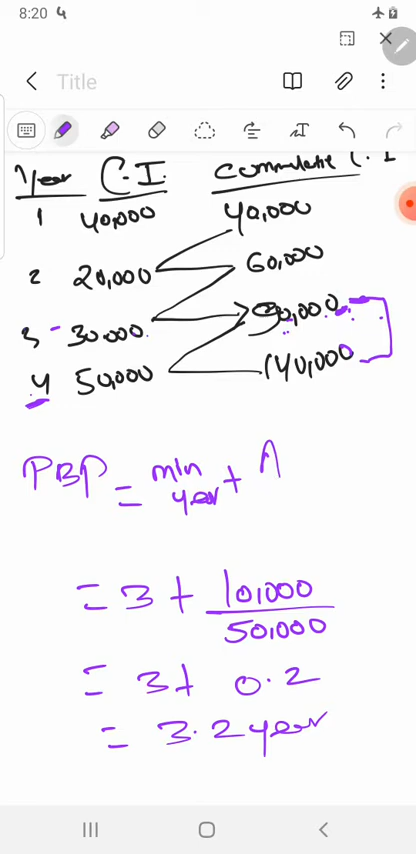 8:20
Title
Year C.I. Cummulate C.I
1 40,000 40,000
2 20,000 60,000
3 30,000 90,000
4 50,000 140,000
PBP = min year + A
= 3 + 10,000 / 50,000
= 3 + 0.2
= 3.2 year